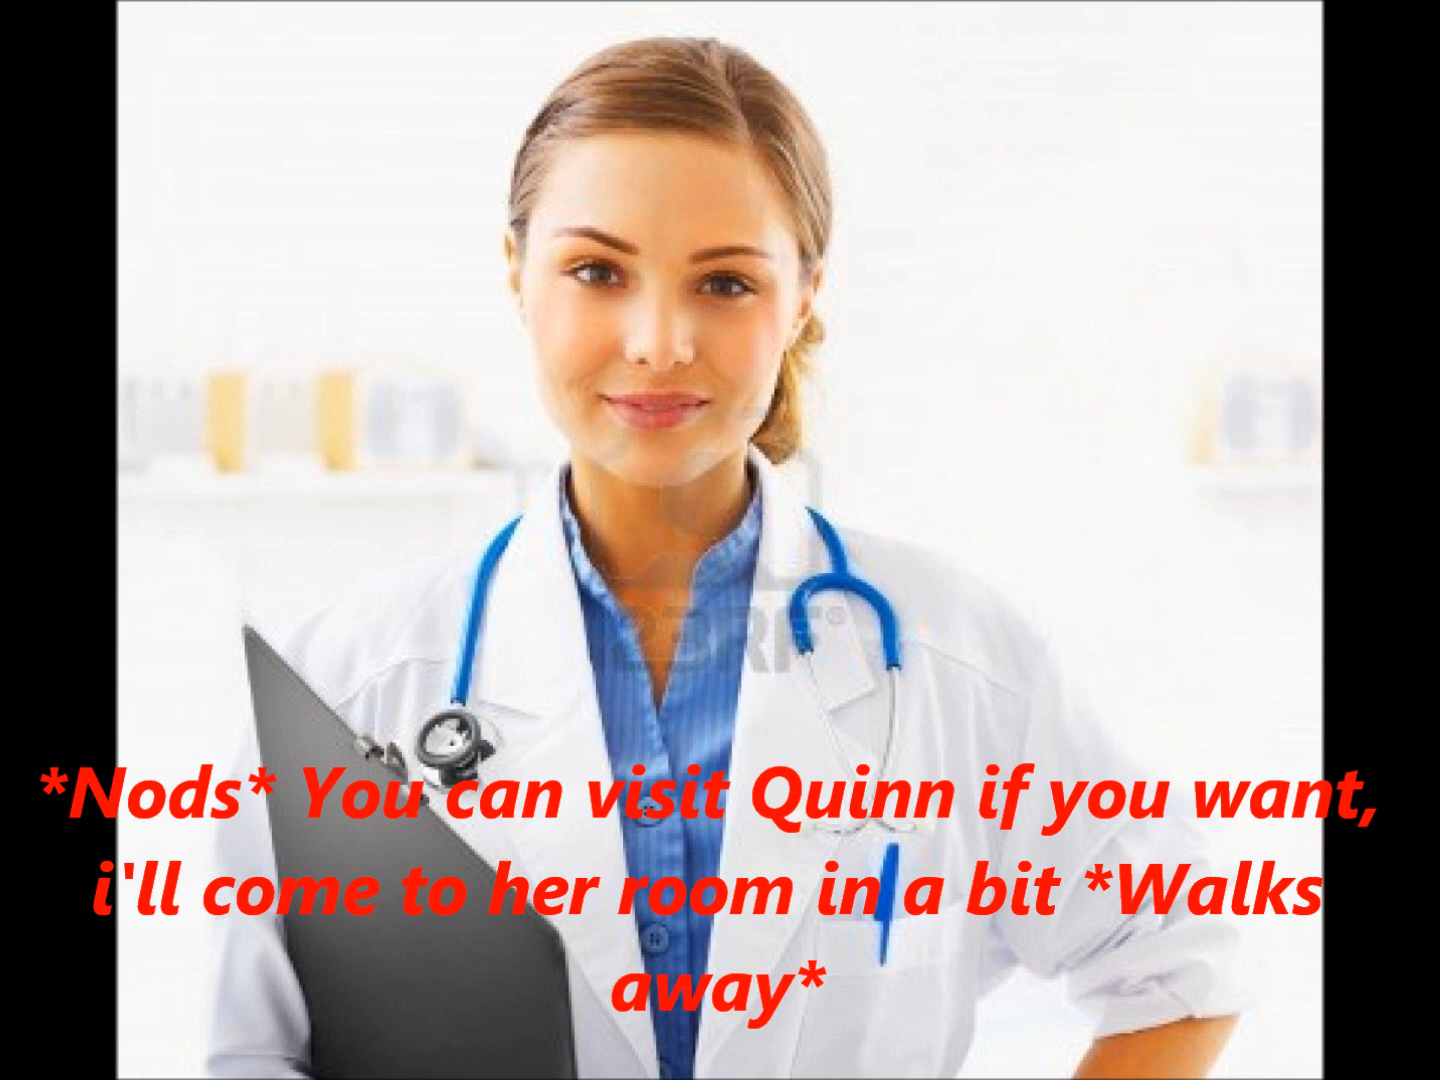 *Nods* You can visit Quinn if you want,
i'll come to her room in a bit *Walks
away*